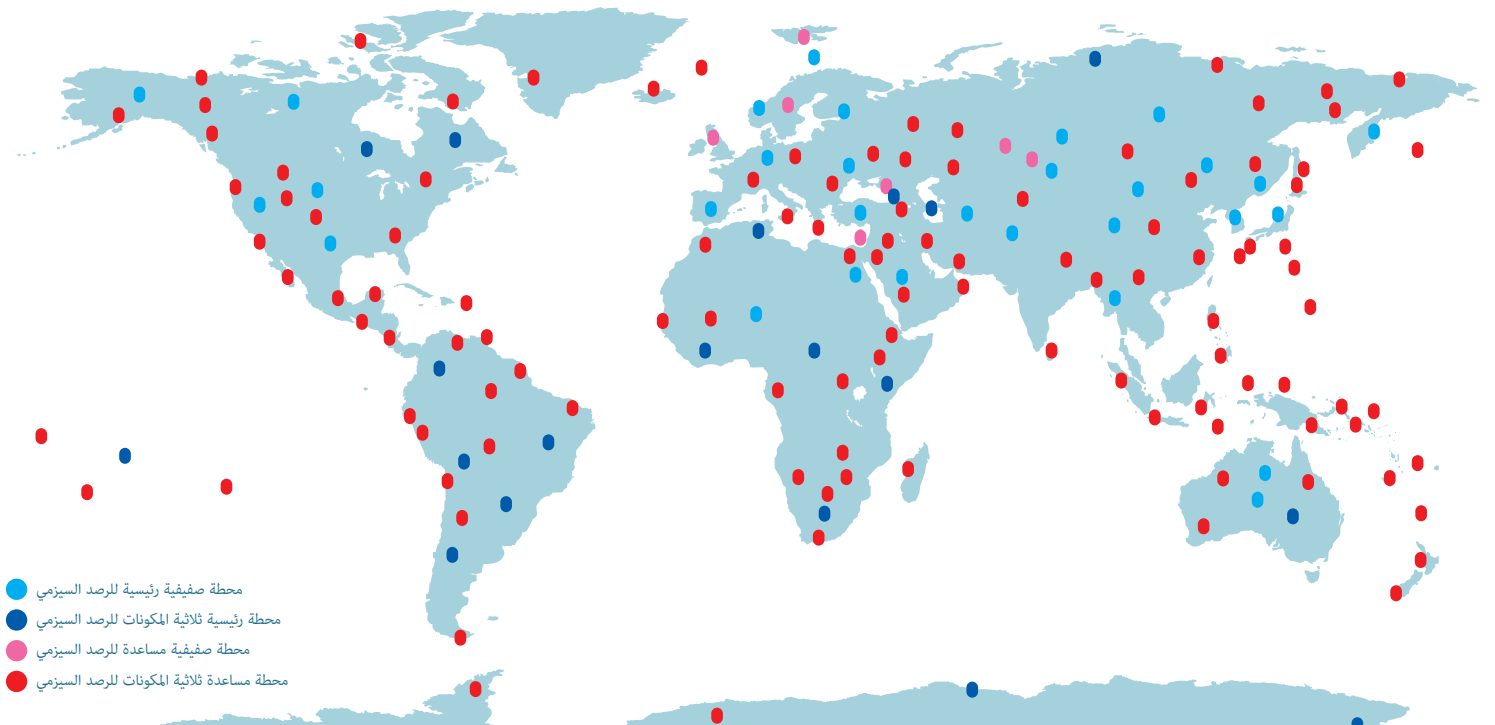 محطة صفيفية رئيسية للرصد السيزمي
محطة رئيسية ثلاثية المكونات للرصد السيزمي
محطة صفيفية مساعدة للرصد السيزمي
محطة مساعدة ثلاثية المكونات للرصد السيزمي